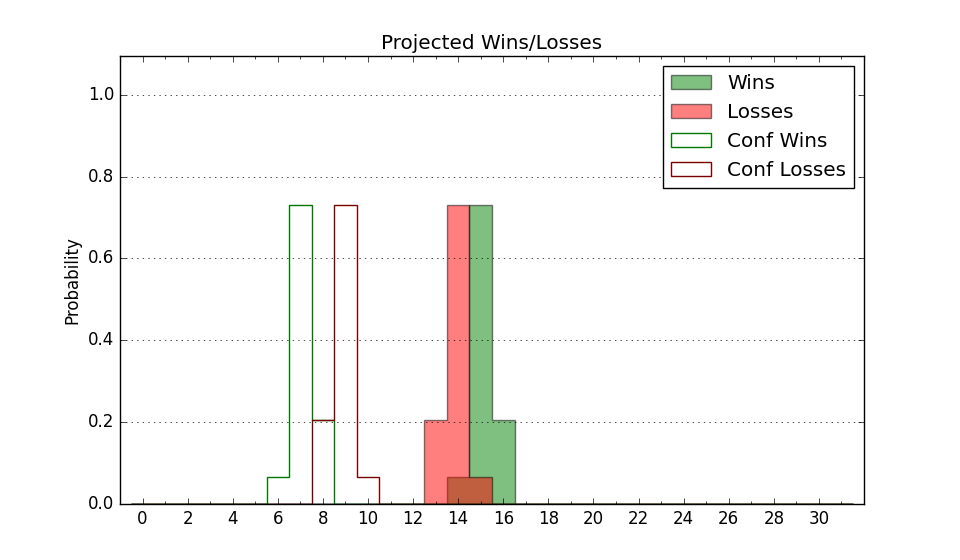 Projected Wins/Losses
Wins
Losses
Conf Wins
Conf Losses
Probability
1.0
0.8
0.6
0.4
0.2
0.0
0 2 4 6 8 10 12 14 16 18 20 22 24 26 28 30